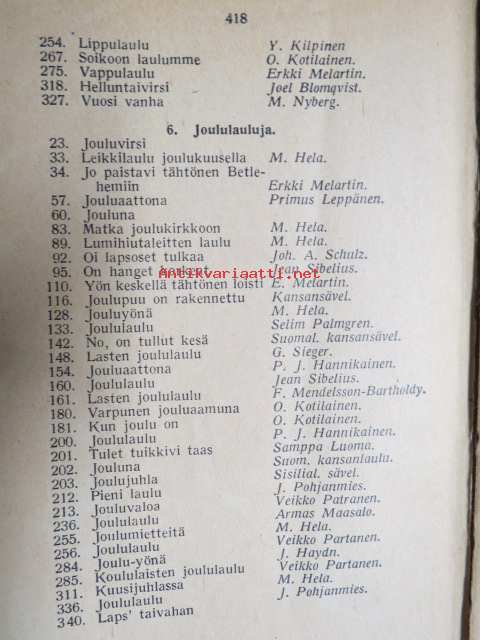 418
254. Lippulaulu Y. Kilpinen
267. Soikoon laulumme O. Kotilainen.
275. Vappulaulu Erkki Melartin.
318. Helluntaivirsi Joel Blomqvist.
327. Vuosi vanha M. Nyberg.
6. Joululauluja.
23. Jouluvirsi
33. Leikkilaulu joulukuusella M. Hela.
34. Jo paistavi tähtönen Betle-
hemiin Erkki Melartin.
57. Jouluaattona Primus Leppänen.
60. Jouluna
83. Matka joulukirkkoon M. Hela.
89. Lumihiutaleitten laulu M. Hela.
92. Oi lapsoset tulkaa Joh. A. Schulz.
95. On hanget korkeat Jean Sibelius.
antikvariaatti.net
110. Yön keskellä tähtönen loisti E. Melartin.
116. Joulupuu on rakennettu Kansansävel.
128. Jouluyönä M. Hela.
133. Joululaulu Selim Palmgren.
142. No, on tullut kesä Suomal. kansansävel.
148. Lasten joululaulu G. Sieger.
154. Jouluaattona P. J. Hannikainen.
160. Joululaulu Jean Sibelius.
161. Lasten joululaulu F. Mendelsson-Bartholdy.
180. Varpunen jouluaamuna O. Kotilainen.
181. Kun joulu on O. Kotilainen.
200. Joululaulu P. J. Hannikainen.
201. Tulet tuikkivi taas Samppa Luoma.
202. Jouluna Suom. kansanlaulu.
203. Joulujuhla Sisilial. sävel.
212. Pieni laulu J. Pohjanmies.
213. Jouluvaloa Veikko Patranen.
236. Joululaulu Armas Maasalo.
255. Joulumietteitä M. Hela.
256. Joululaulu Veikko Partanen.
284. Joulu-yönä J. Haydn.
285. Koululaisten joululaulu Veikko Partanen.
311. Kuusijuhlassa M. Hela.
336. Joululaulu J. Pohjanmies.
340. Laps' taivahan